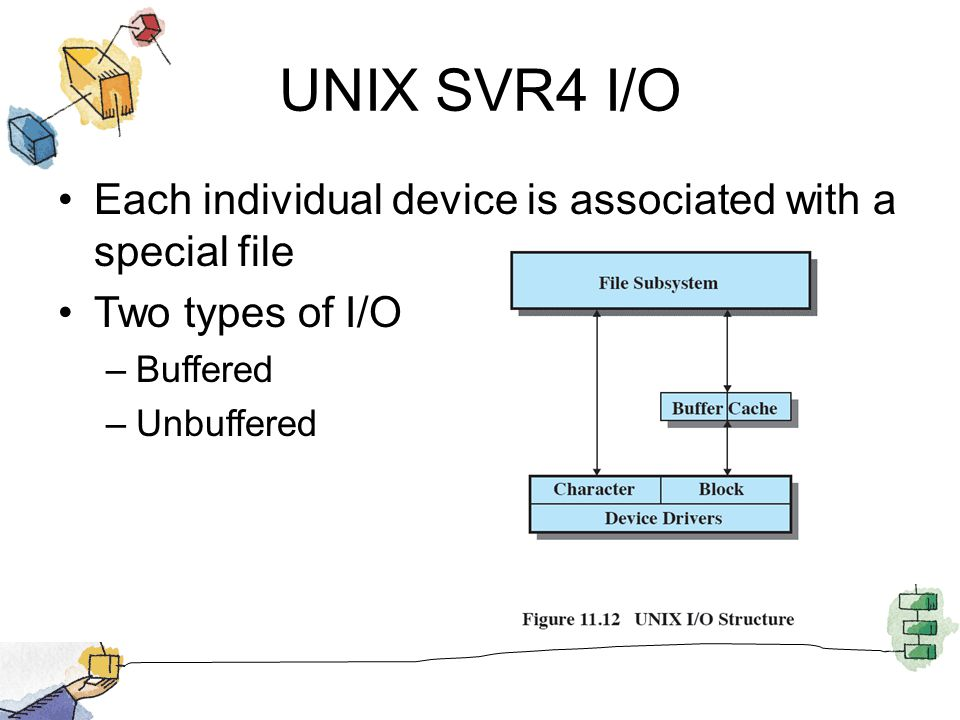 UNIX SVR4 I/O
• Each individual device is associated with a
special file
• Two types of I/O
– Buffered
– Unbuffered
File Subsystem
Buffer Cache
Character Block
Device Drivers
Figure 11.12 UNIX I/O Structure